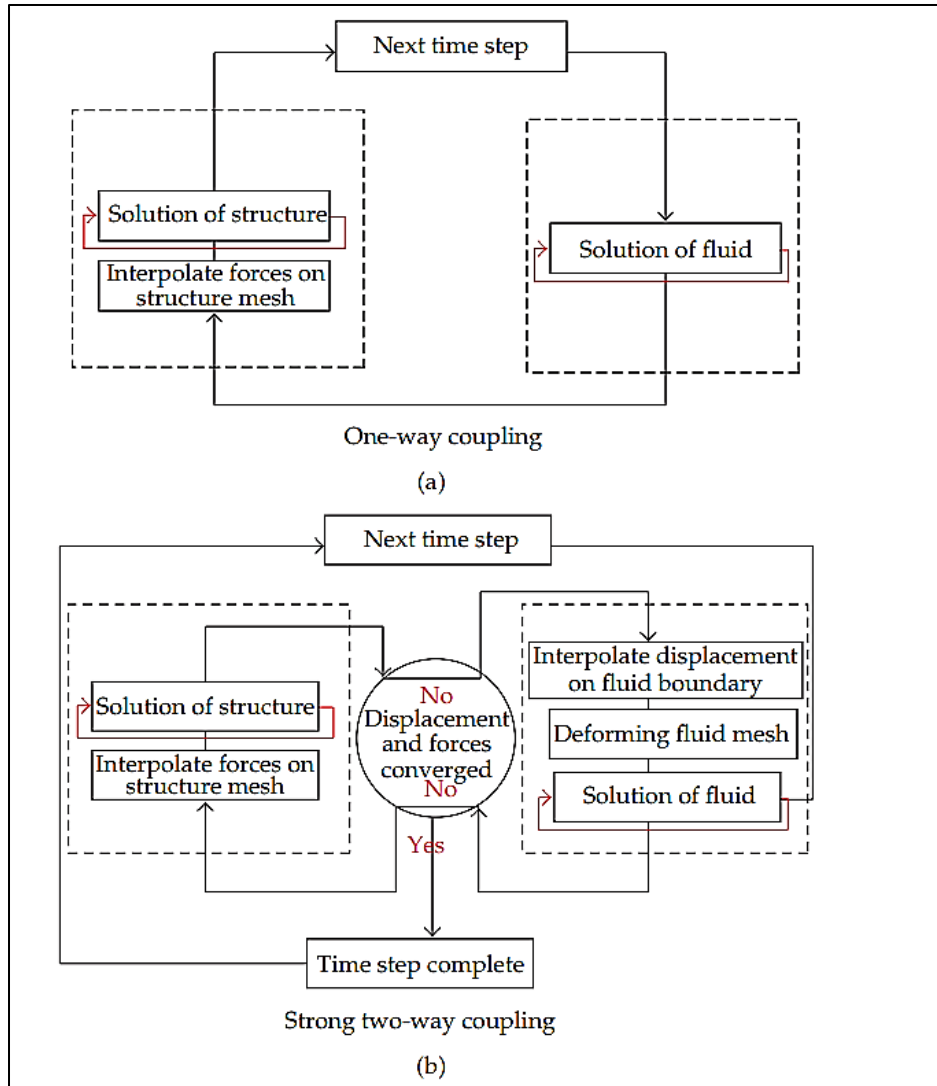 Next time step
Solution of structure
Interpolate forces on
structure mesh
Solution of fluid
One-way coupling
(a)
Next time step
Solution of structure
Interpolate forces on
structure mesh
No
Displacement
and forces
converged
No
Yes
Interpolate displacement
on fluid boundary
Deforming fluid mesh
Solution of fluid
Time step complete
Strong two-way coupling
(b)